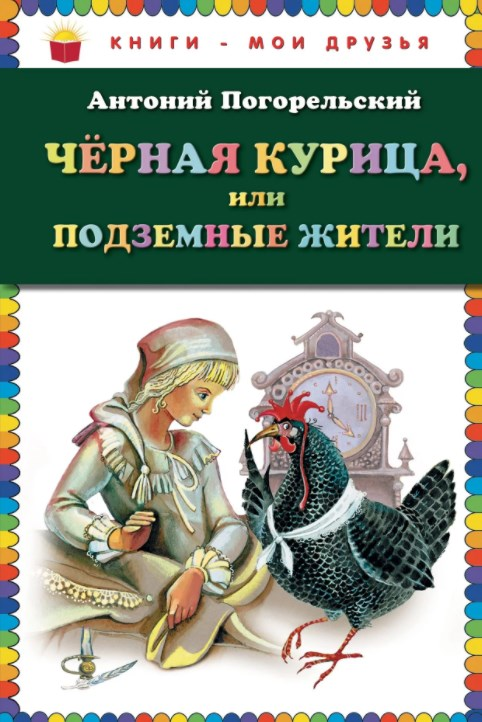 КНИГИ - МОИ ДРУЗЬЯ
Антоний Погорельский
ЧЁРНАЯ КУРИЦА,
ИЛИ
ПОДЗЕМНЫЕ ЖИТЕЛИ